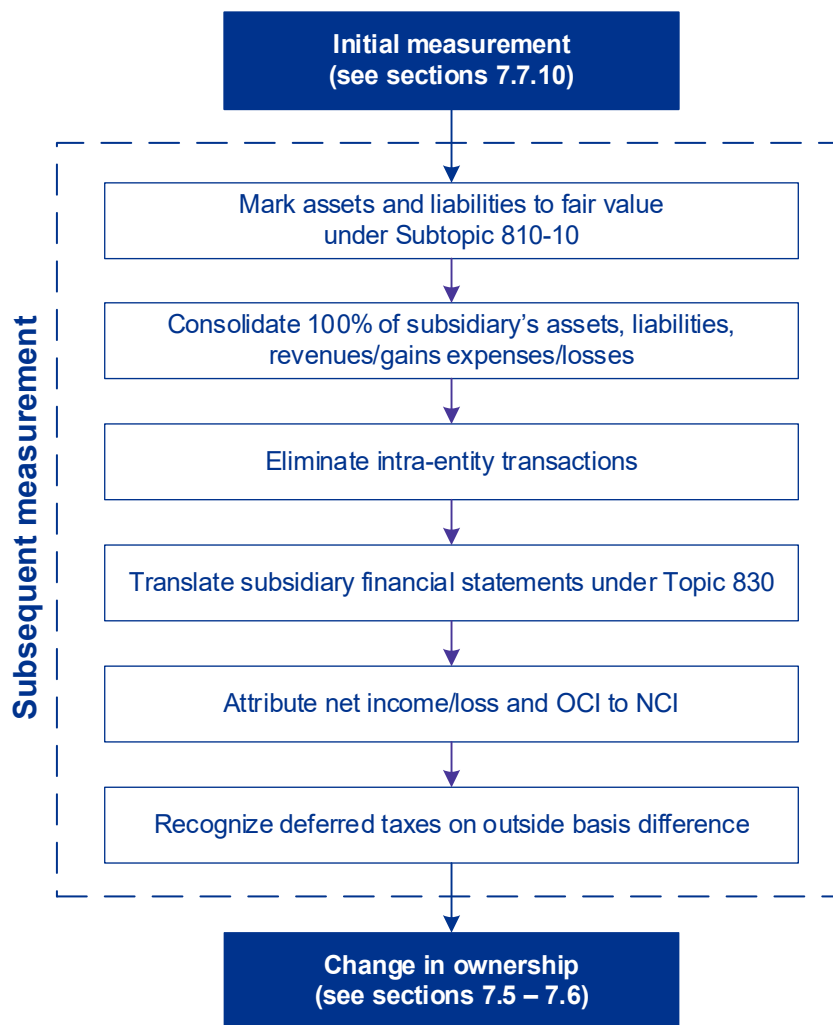 Initial measurement
(see sections 7.7.10)
Subsequent measurement
Mark assets and liabilities to fair value
under Subtopic 810-10
Consolidate 100% of subsidiary’s assets, liabilities,
revenues/gains expenses/losses
Eliminate intra-entity transactions
Translate subsidiary financial statements under Topic 830
Attribute net income/loss and OCI to NCI
Recognize deferred taxes on outside basis difference
Change in ownership
(see sections 7.5 – 7.6)